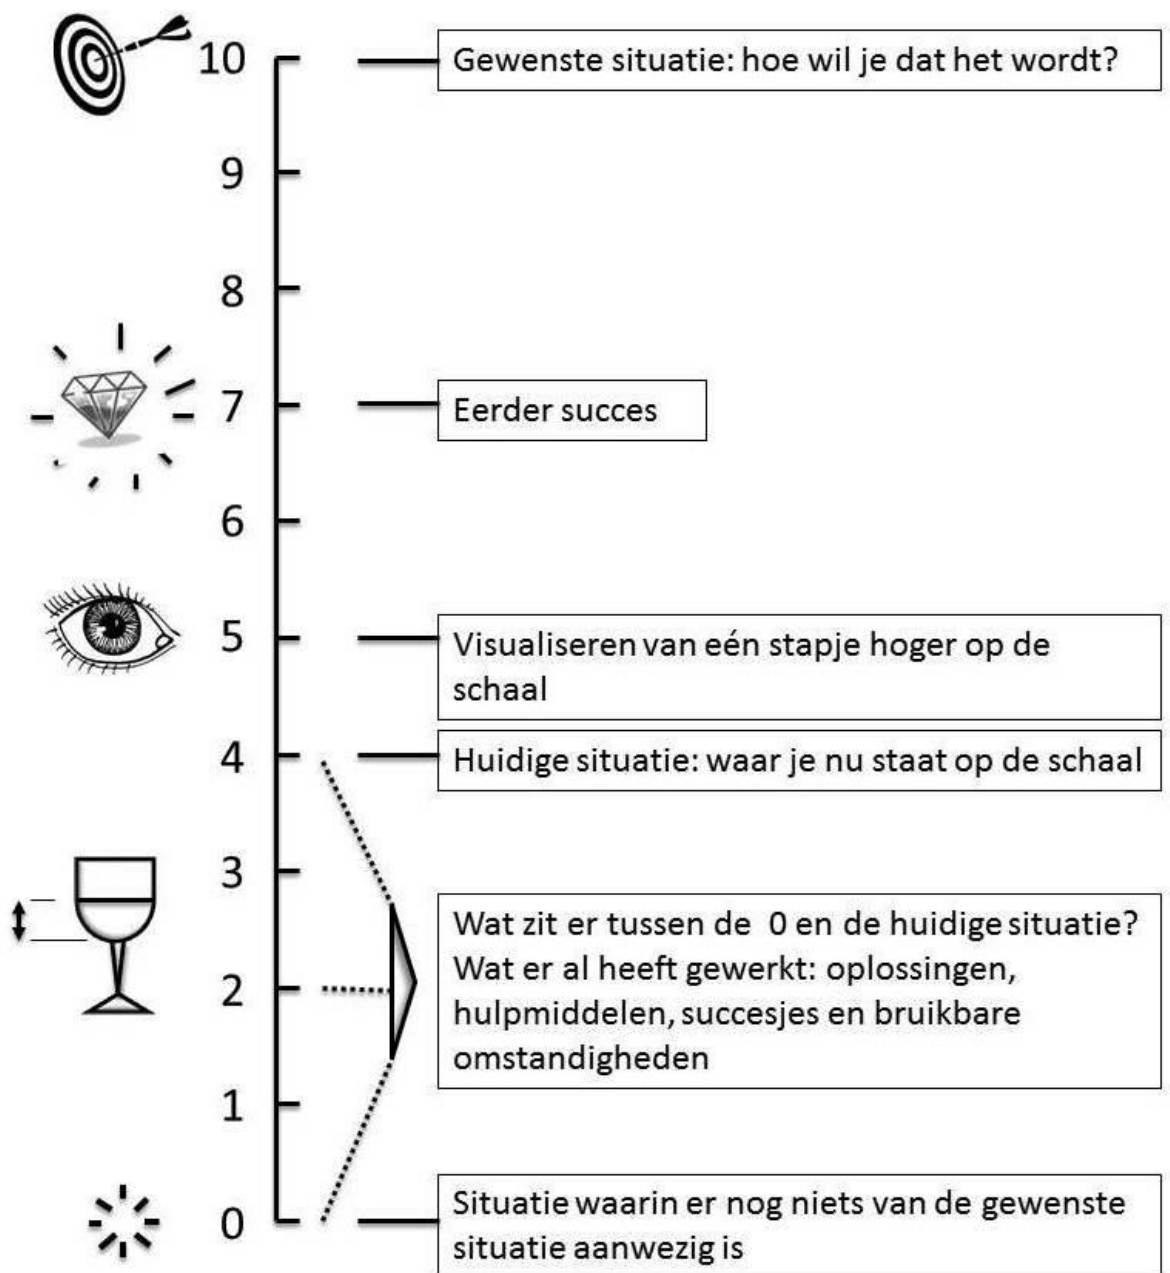 10
Gewenste situatie: hoe wil je dat het wordt?
9
8
7
Eerder succes
6
5
Visualiseren van eén stapje hoger op de
schaal
4
Huidige situatie: waar je nu staat op de schaal
3
Wat zit er tussen de 0 en de huidige situatie?
Wat er al heeft gewerkt: oplossingen,
hulpmiddelen, succesjes en bruikbare
omstandigheden
2
1
0
Situatie waarin er nog niets van de gewenste
situatie aanwezig is